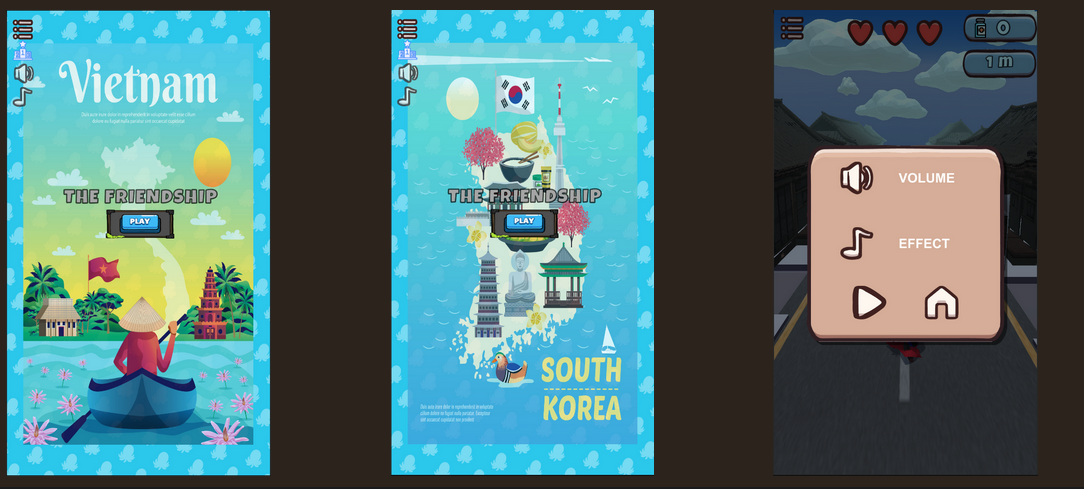 Vietnam
THE FRIENDSHIP
PLAY
THE FRIENDSHIP
PLAY
SOUTH
KOREA
0
1 m
VOLUME
EFFECT